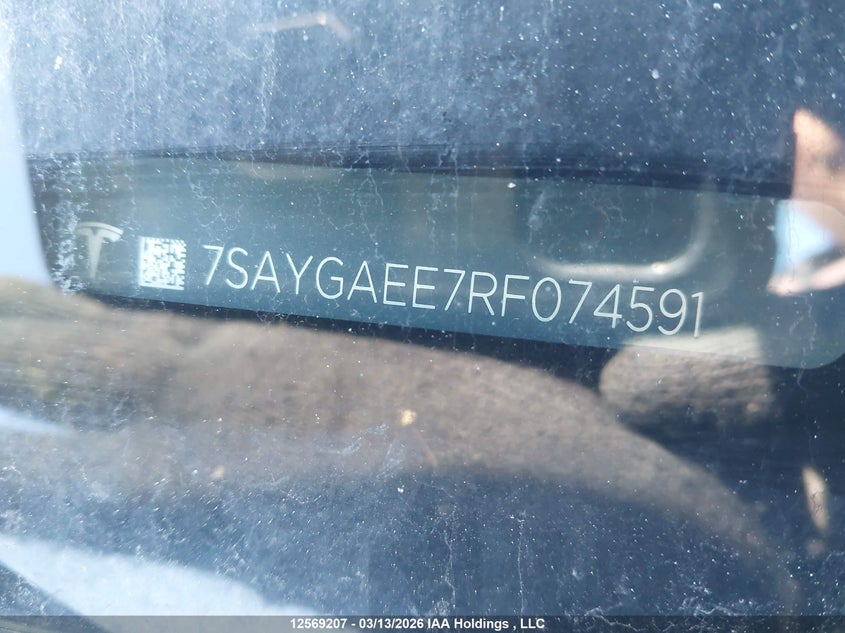 7SAYGAEE7RF074591
12569207 - 03/13/2026 IAA Holdings , LLC